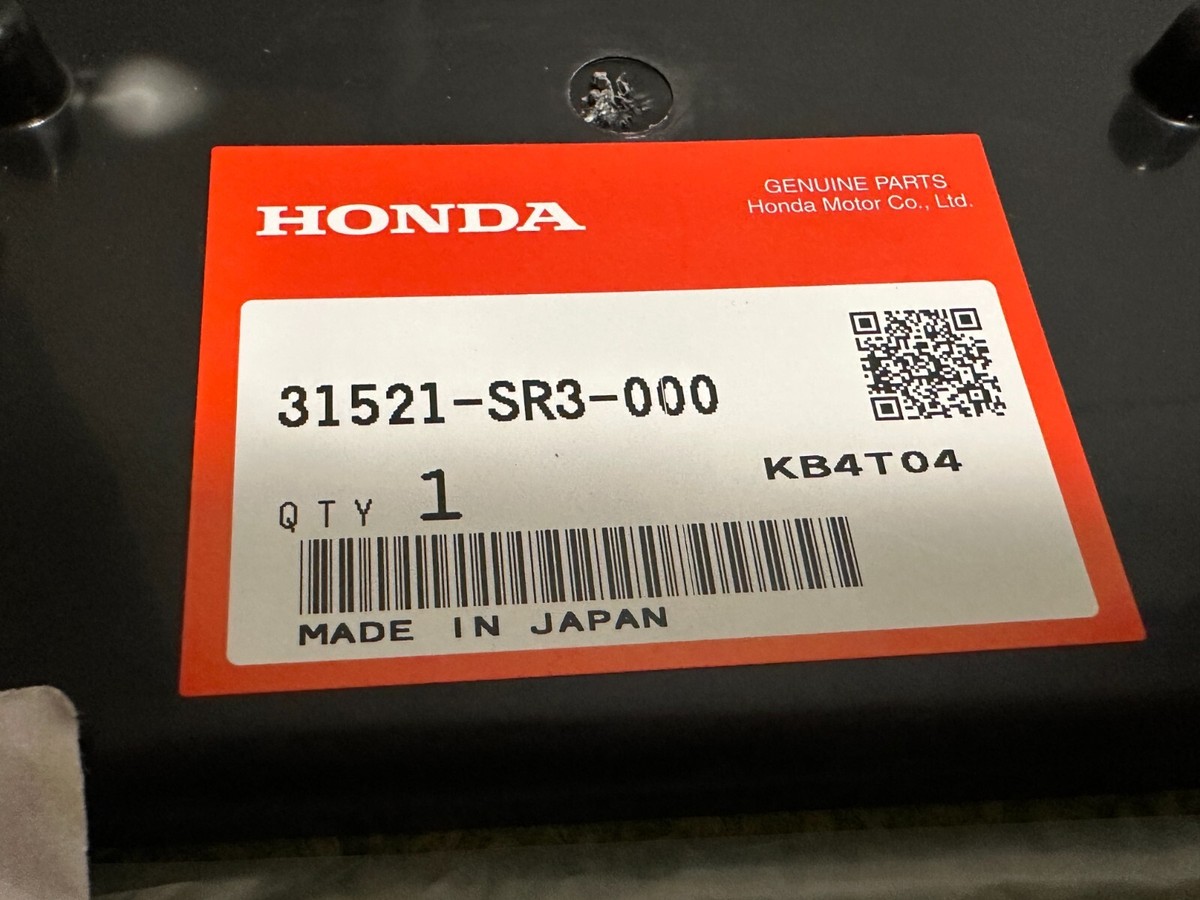 HONDA
GENUINE PARTS
Honda Motor Co., Ltd.
31521-SR3-000
KB4T04
QTY 1
MADE IN JAPAN